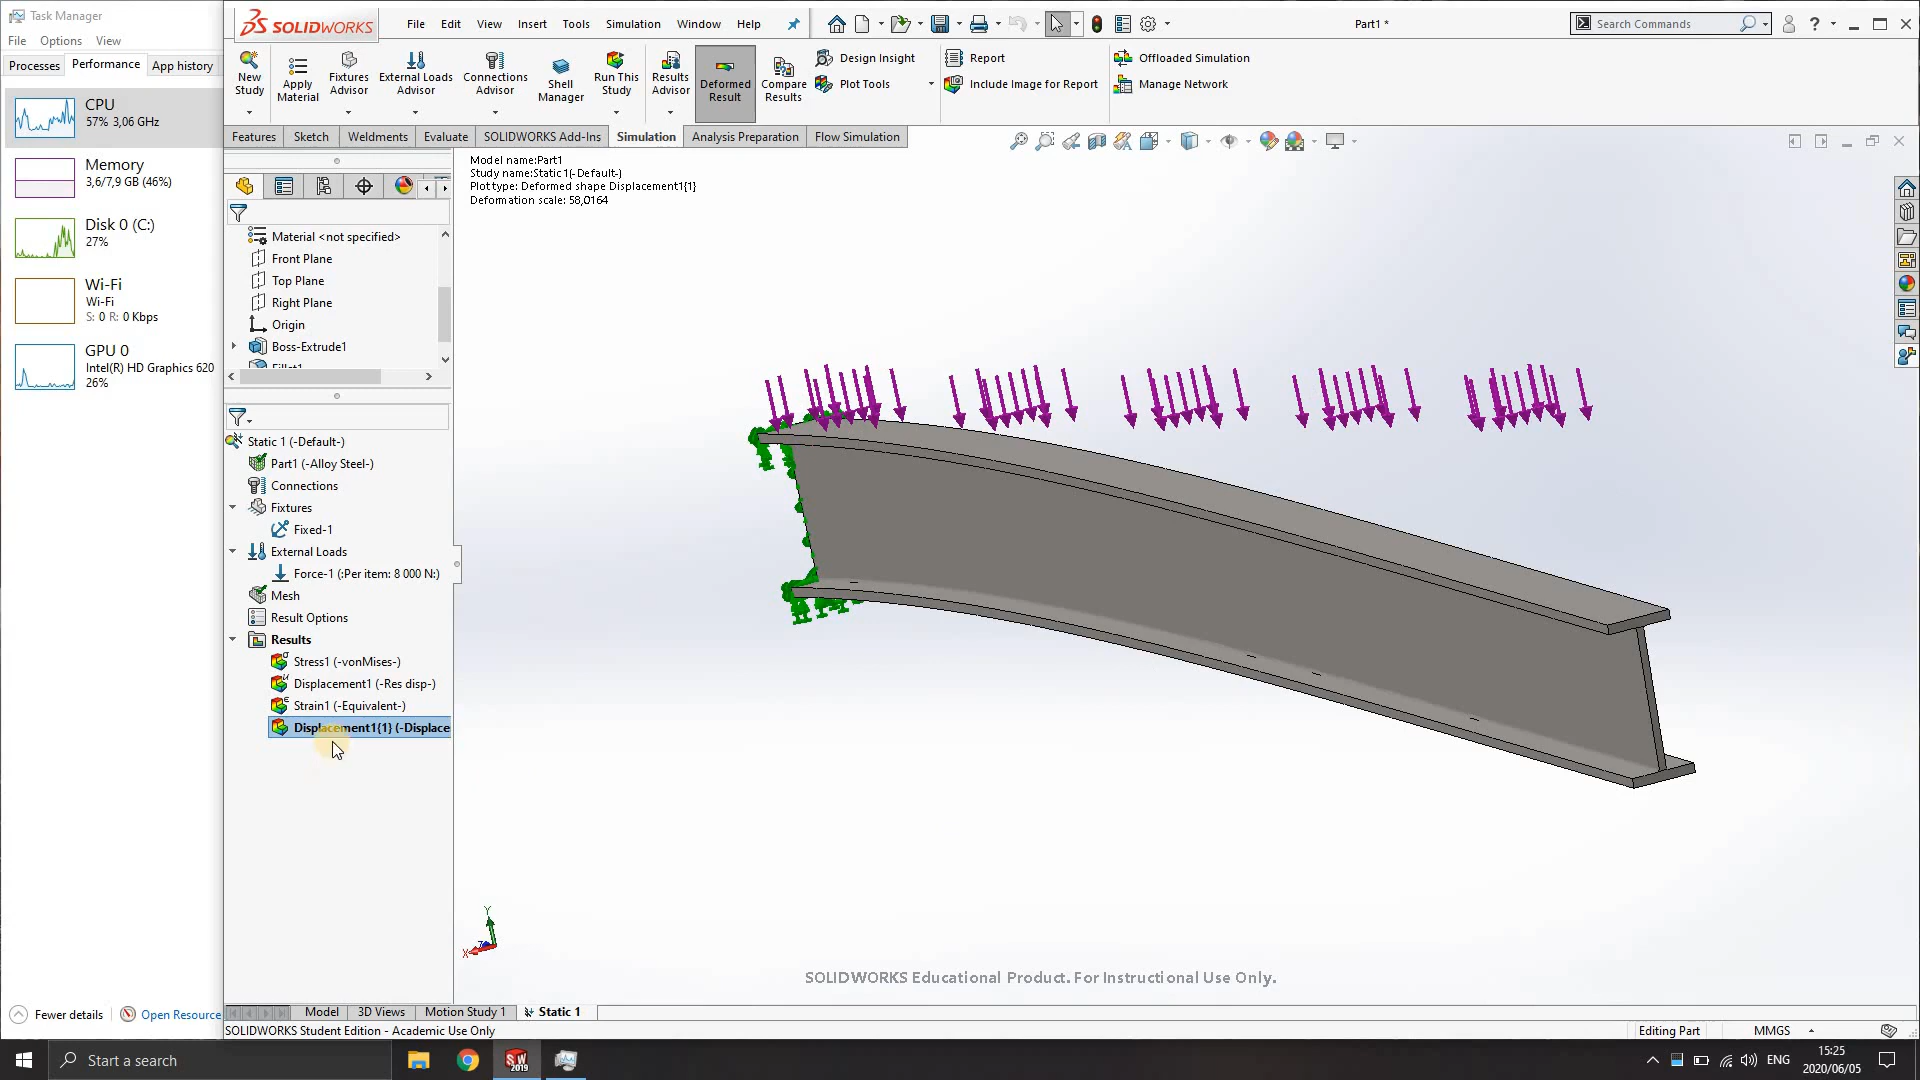 Task Manager
File Options View
Processes Performance App history
CPU
57% 3,06 GHz
Memory
3,6/7,9 GB (46%)
Disk 0 (C:)
27%
Wi-Fi
Wi-Fi
S: 0 R: 0 Kbps
GPU 0
Intel(R) HD Graphics 620
26%
Fewer details Open Resource
SOLIDWORKS
File Edit View Insert Tools Simulation Window Help
Part1 *
Search Commands
New Study
Apply Material
Fixtures Advisor
External Loads Advisor
Connections Advisor
Shell Manager
Run This Study
Results Advisor
Deformed Result
Compare Results
Design Insight
Plot Tools
Report
Include Image for Report
Offloaded Simulation
Manage Network
Features Sketch Weldments Evaluate SOLIDWORKS Add-Ins Simulation Analysis Preparation Flow Simulation
Material <not specified>
Front Plane
Top Plane
Right Plane
Origin
Boss-Extrude1
Fillet1
Static 1 (-Default-)
Part1 (-Alloy Steel-)
Connections
Fixtures
Fixed-1
External Loads
Force-1 (:Per item: 8 000 N:)
Mesh
Result Options
Results
Stress1 (-vonMises-)
Displacement1 (-Res disp-)
Strain1 (-Equivalent-)
Displacement1{1} (-Displace
Model name:Part1
Study name:Static 1(-Default-)
Plot type: Deformed shape Displacement1{1}
Deformation scale: 58,0164
Y
Z
X
SOLIDWORKS Educational Product. For Instructional Use Only.
Model 3D Views Motion Study 1 Static 1
SOLIDWORKS Student Edition - Academic Use Only
Editing Part MMGS
Start a search
SW
2019
ENG
15:25
2020/06/05